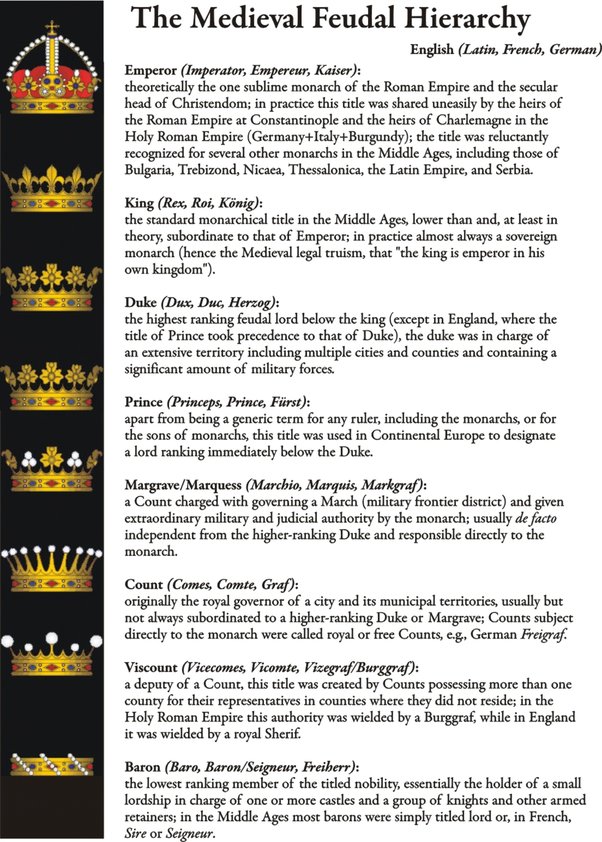 The Medieval Feudal Hierarchy
English (Latin, French, German)
Emperor (Imperator, Empereur, Kaiser):
theoretically the one sublime monarch of the Roman Empire and the secular
head of Christendom; in practice this title was shared uneasily by the heirs of
the Roman Empire at Constantinople and the heirs of Charlemagne in the
Holy Roman Empire (Germany+Italy+Burgundy); the title was reluctantly
recognized for several other monarchs in the Middle Ages, including those of
Bulgaria, Trebizond, Nicaea, Thessalonica, the Latin Empire, and Serbia.
King (Rex, Roi, König):
the standard monarchical title in the Middle Ages, lower than and, at least in
theory, subordinate to that of Emperor; in practice almost always a sovereign
monarch (hence the Medieval legal truism, that "the king is emperor in his
own kingdom").
Duke (Dux, Duc, Herzog):
the highest ranking feudal lord below the king (except in England, where the
title of Prince took precedence to that of Duke), the duke was in charge of
an extensive territory including multiple cities and counties and containing a
significant amount of military forces.
Prince (Princeps, Prince, Fürst):
apart from being a generic term for any ruler, including the monarchs, or for
the sons of monarchs, this title was used in Continental Europe to designate
a lord ranking immediately below the Duke.
Margrave/Marquess (Marchio, Marquis, Markgraf):
a Count charged with governing a March (military frontier district) and given
extraordinary military and judicial authority by the monarch; usually de facto
independent from the higher-ranking Duke and responsible directly to the
monarch.
Count (Comes, Comte, Graf):
originally the royal governor of a city and its municipal territories, usually but
not always subordinated to a higher-ranking Duke or Margrave; Counts subject
directly to the monarch were called royal or free Counts, e.g., German Freigraf.
Viscount (Vicecomes, Vicomte, Vizegraf/Burggraf):
a deputy of a Count, this title was created by Counts possessing more than one
county for their representatives in counties where they did not reside; in the
Holy Roman Empire this authority was wielded by a Burggraf, while in England
it was wielded by a royal Sherif.
Baron (Baro, Baron/Seigneur, Freiherr):
the lowest ranking member of the titled nobility, essentially the holder of a small
lordship in charge of one or more castles and a group of knights and other armed
retainers; in the Middle Ages most barons were simply titled lord or, in French,
Sire or Seigneur.